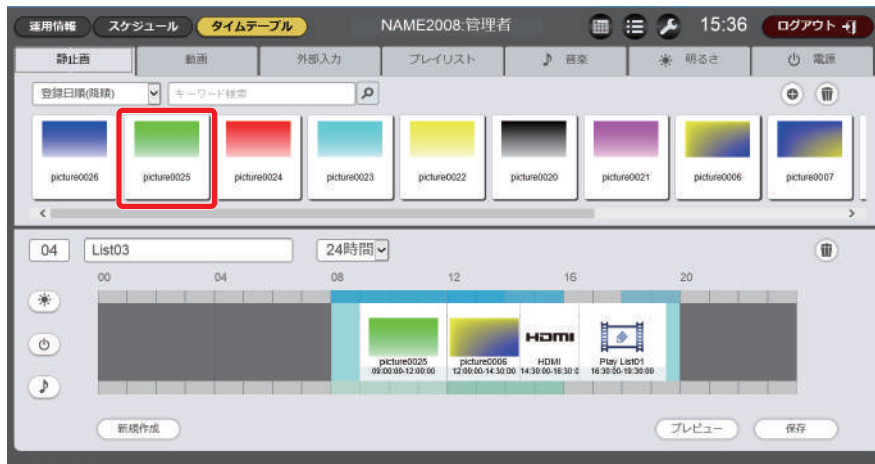 運用情報 スケジュール タイムテーブル NAME2008:管理者 15:36 ログアウト
静止画 動画 外部入力 プレイリスト 音楽 明るさ 電源
登録日順(降順) キーワード検索
picture0026 picture0025 picture0024 picture0023 picture0022 picture0020 picture0021 picture0006 picture0007
04 List03 24時間
00 04 08 12 16 20
HDMI
picture0025 picture0006 HDMI Play List01
09:00:00-12:00:00 12:00:00-14:30:00 14:30:00-16:30:0 16:30:00-19:30:00
新規作成 プレビュー 保存